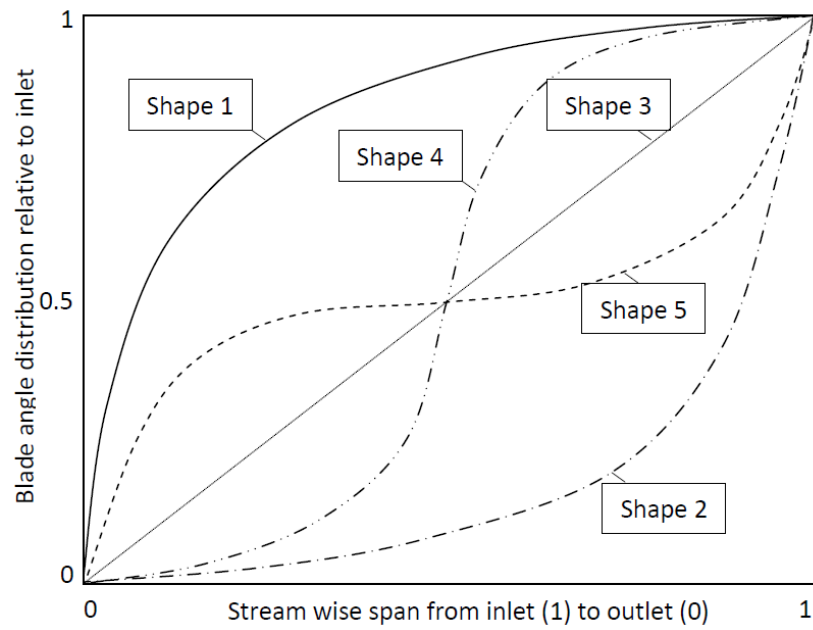 Blade angle distribution relative to inlet
1
0.5
0
Shape 1
Shape 3
Shape 4
Shape 5
Shape 2
0
1
Stream wise span from inlet (1) to outlet (0)